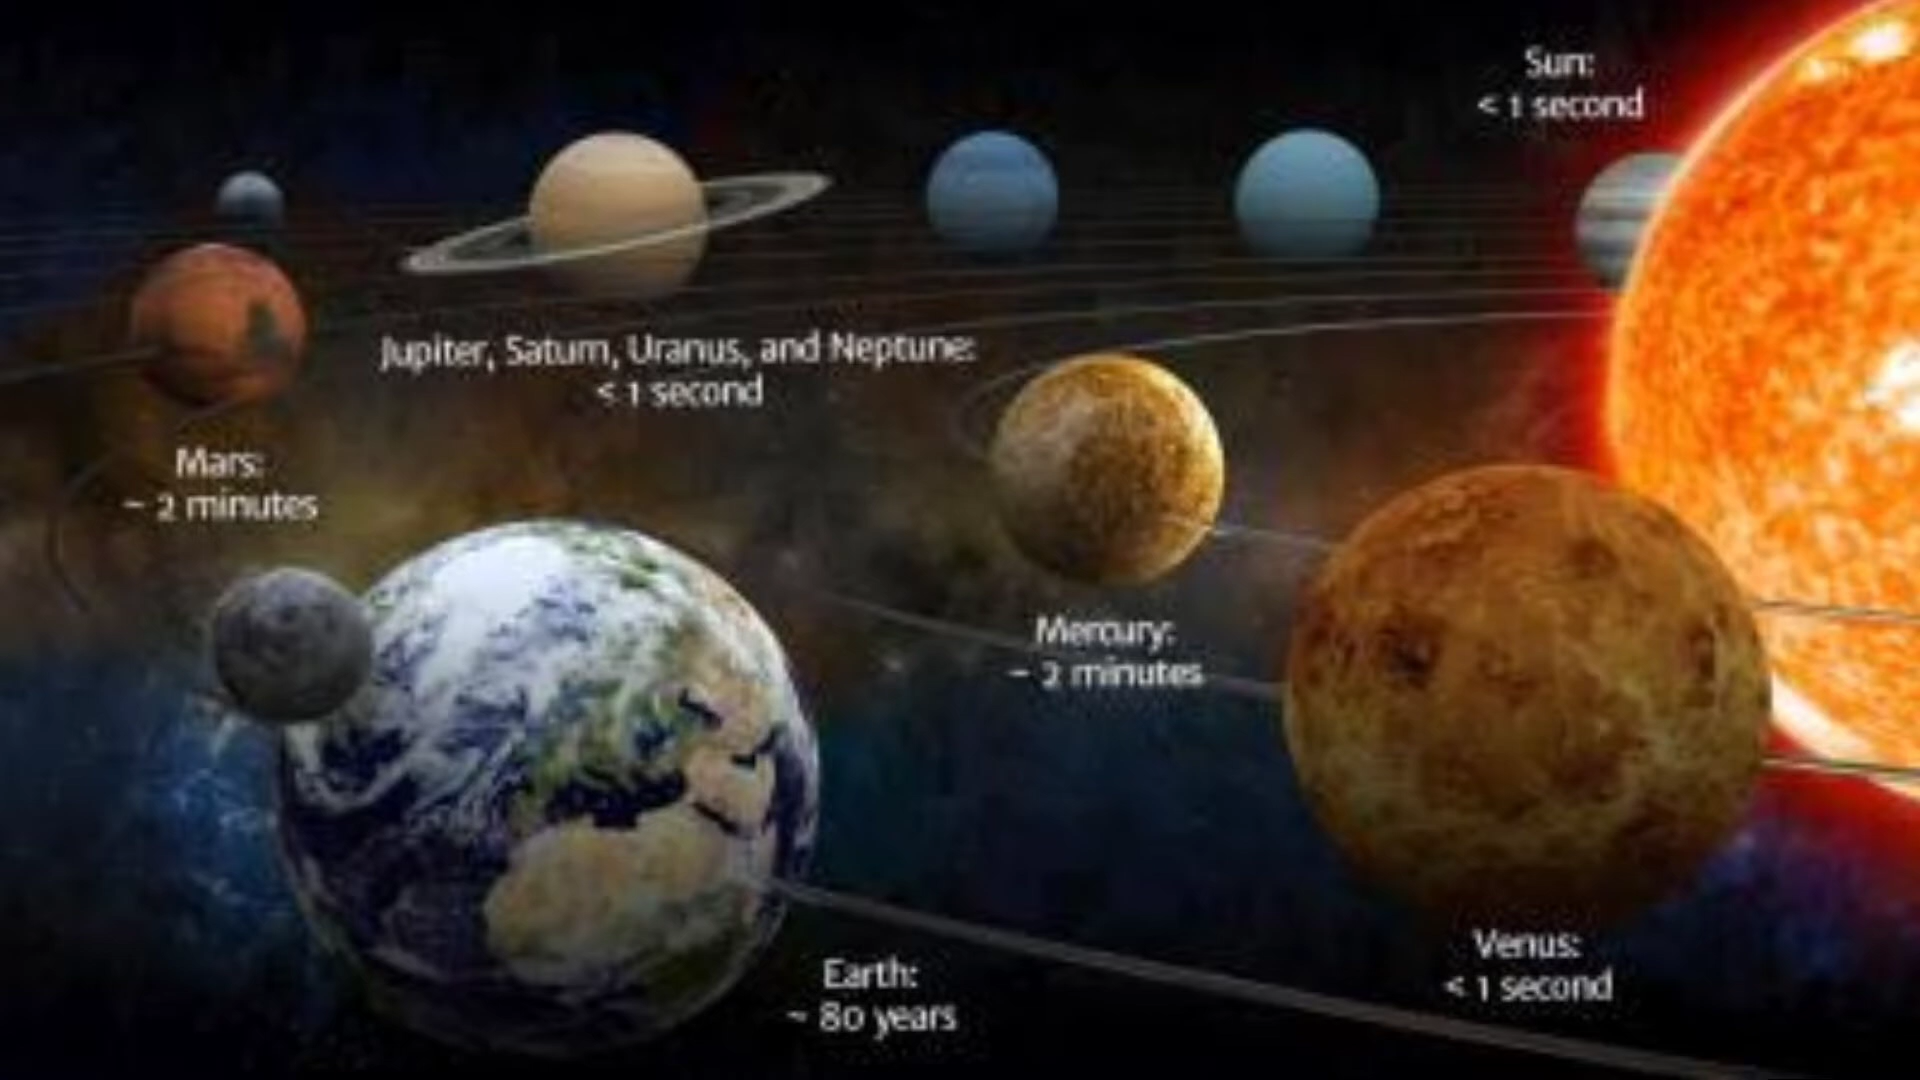 Sun:
< 1 second
Jupiter, Saturn, Uranus, and Neptune:
< 1 second
Mars:
~ 2 minutes
Mercury:
~ 2 minutes
Venus:
< 1 second
Earth:
~ 80 years